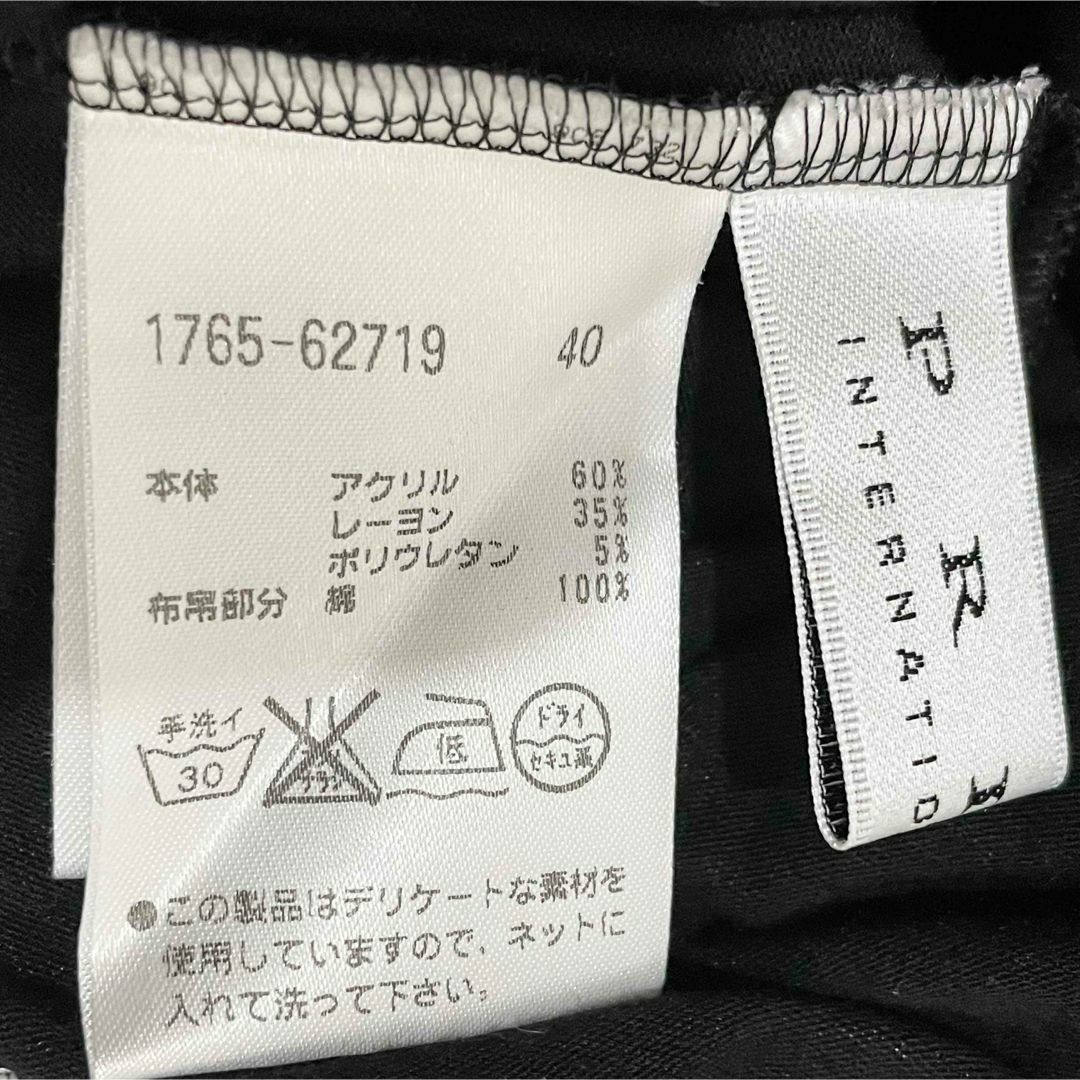 1765-62719 40
本体 アクリル 60%
レーヨン 35%
ポリウレタン 5%
布帛部分 綿 100%
手洗イ
30
低
ドライ
セキユ系
●この製品はデリケートな素材を
使用していますので、ネットに
入れて洗って下さい。
P R
INTERNATIO